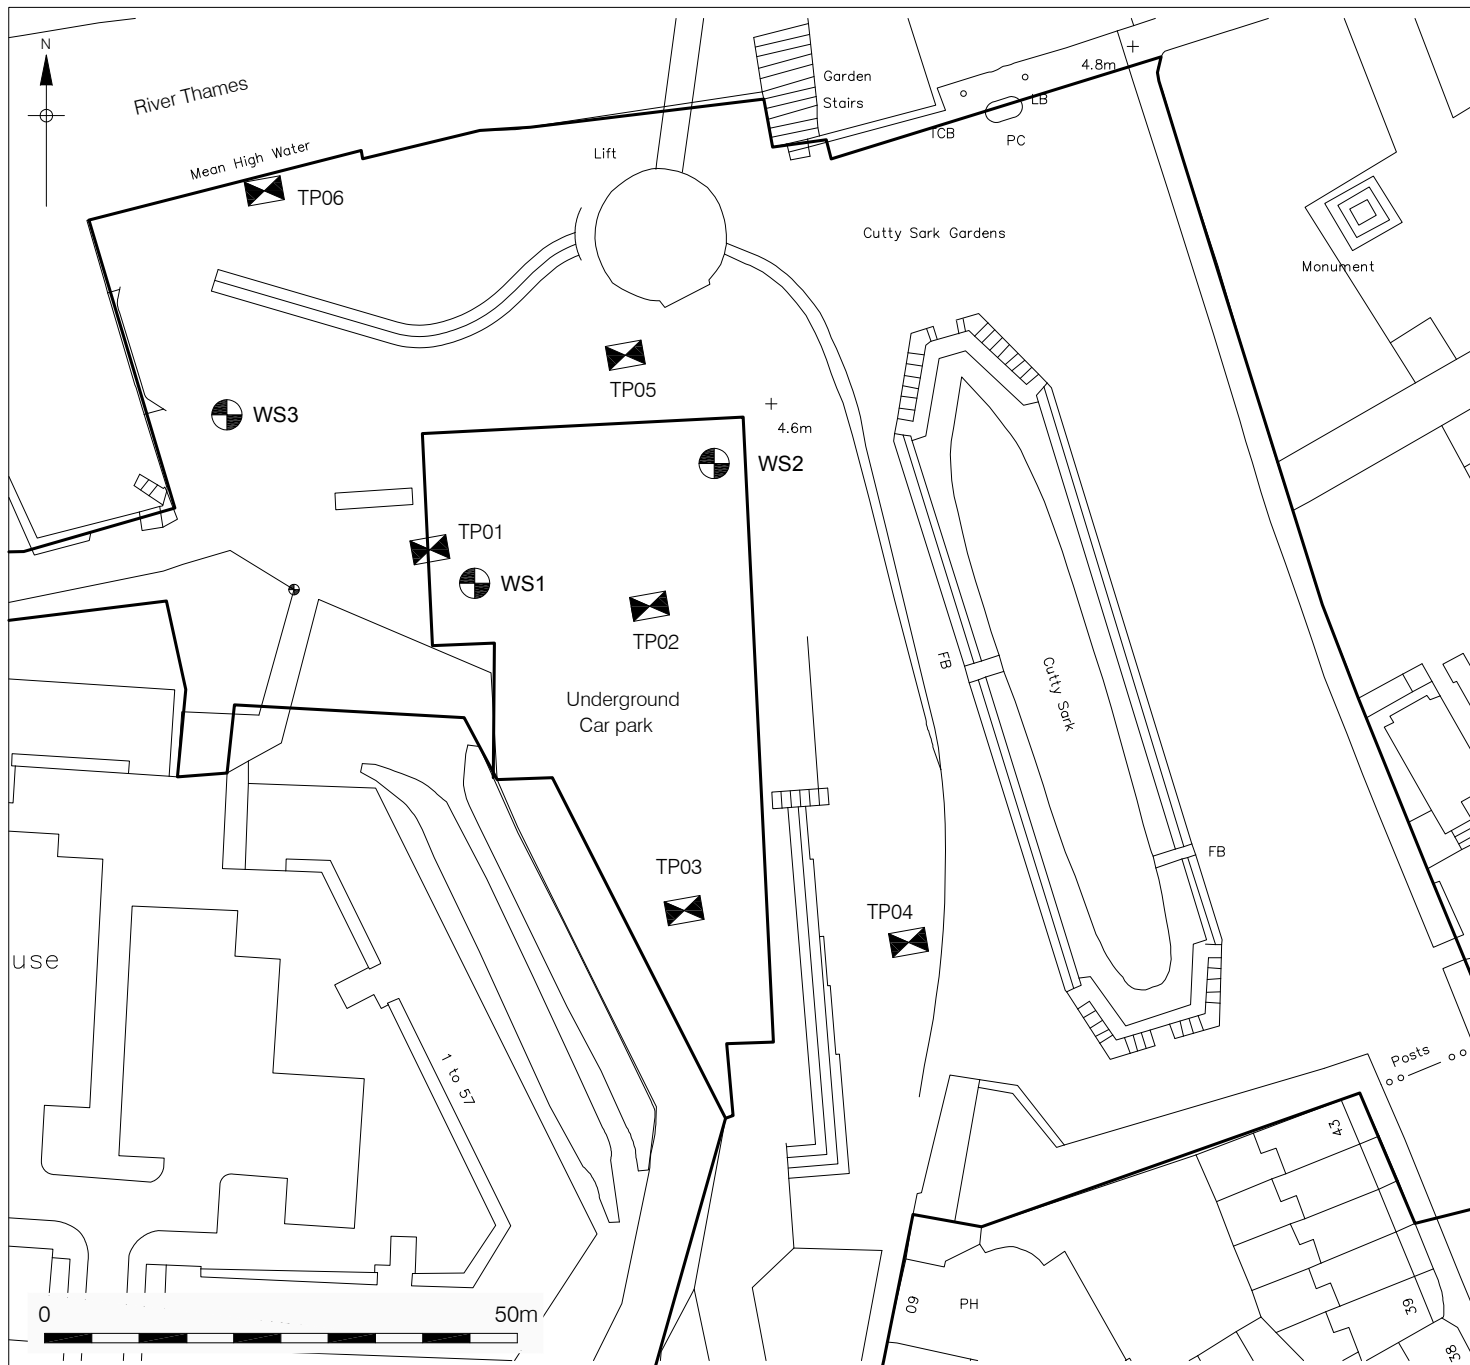 N
River Thames
Mean High Water
TP06
Lift
Garden
Stairs
4.8m
LB
TCB
PC
Cutty Sark Gardens
Monument
TP05
WS3
4.6m
WS2
TP01
WS1
TP02
FB
Cutty Sark
Underground
Car park
FB
TP03
TP04
use
1 to 57
Posts
43
60
PH
39
38
0
50m